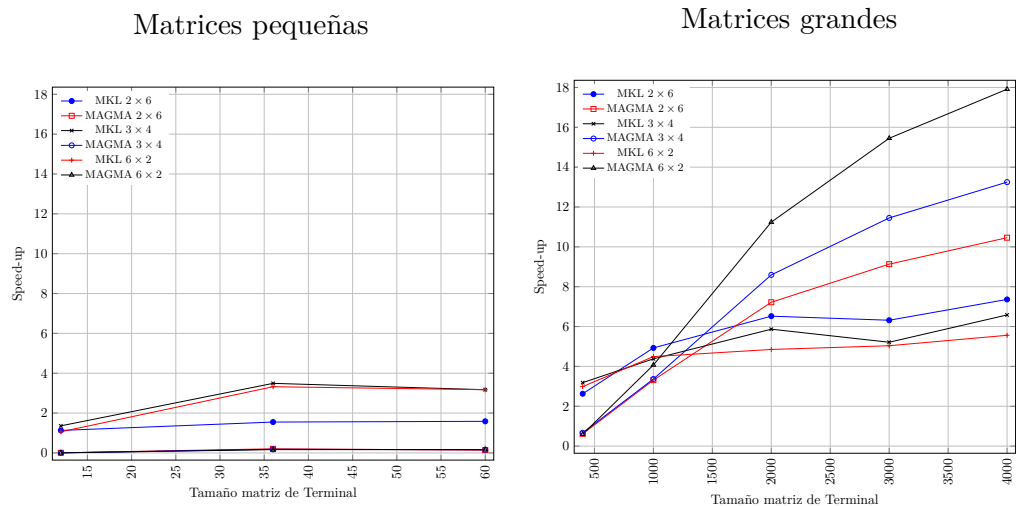 Matrices pequeñas
18
16
14
12
10
8
6
4
2
0
Speed-up
MKL 2 × 6
MAGMA 2 × 6
MKL 3 × 4
MAGMA 3 × 4
MKL 6 × 2
MAGMA 6 × 2
15
20
25
30
35
40
45
50
55
60
Tamaño matriz de Terminal
Matrices grandes
18
16
14
12
10
8
6
4
2
0
Speed-up
MKL 2 × 6
MAGMA 2 × 6
MKL 3 × 4
MAGMA 3 × 4
MKL 6 × 2
MAGMA 6 × 2
500
1000
1500
2000
2500
3000
3500
4000
Tamaño matriz de Terminal